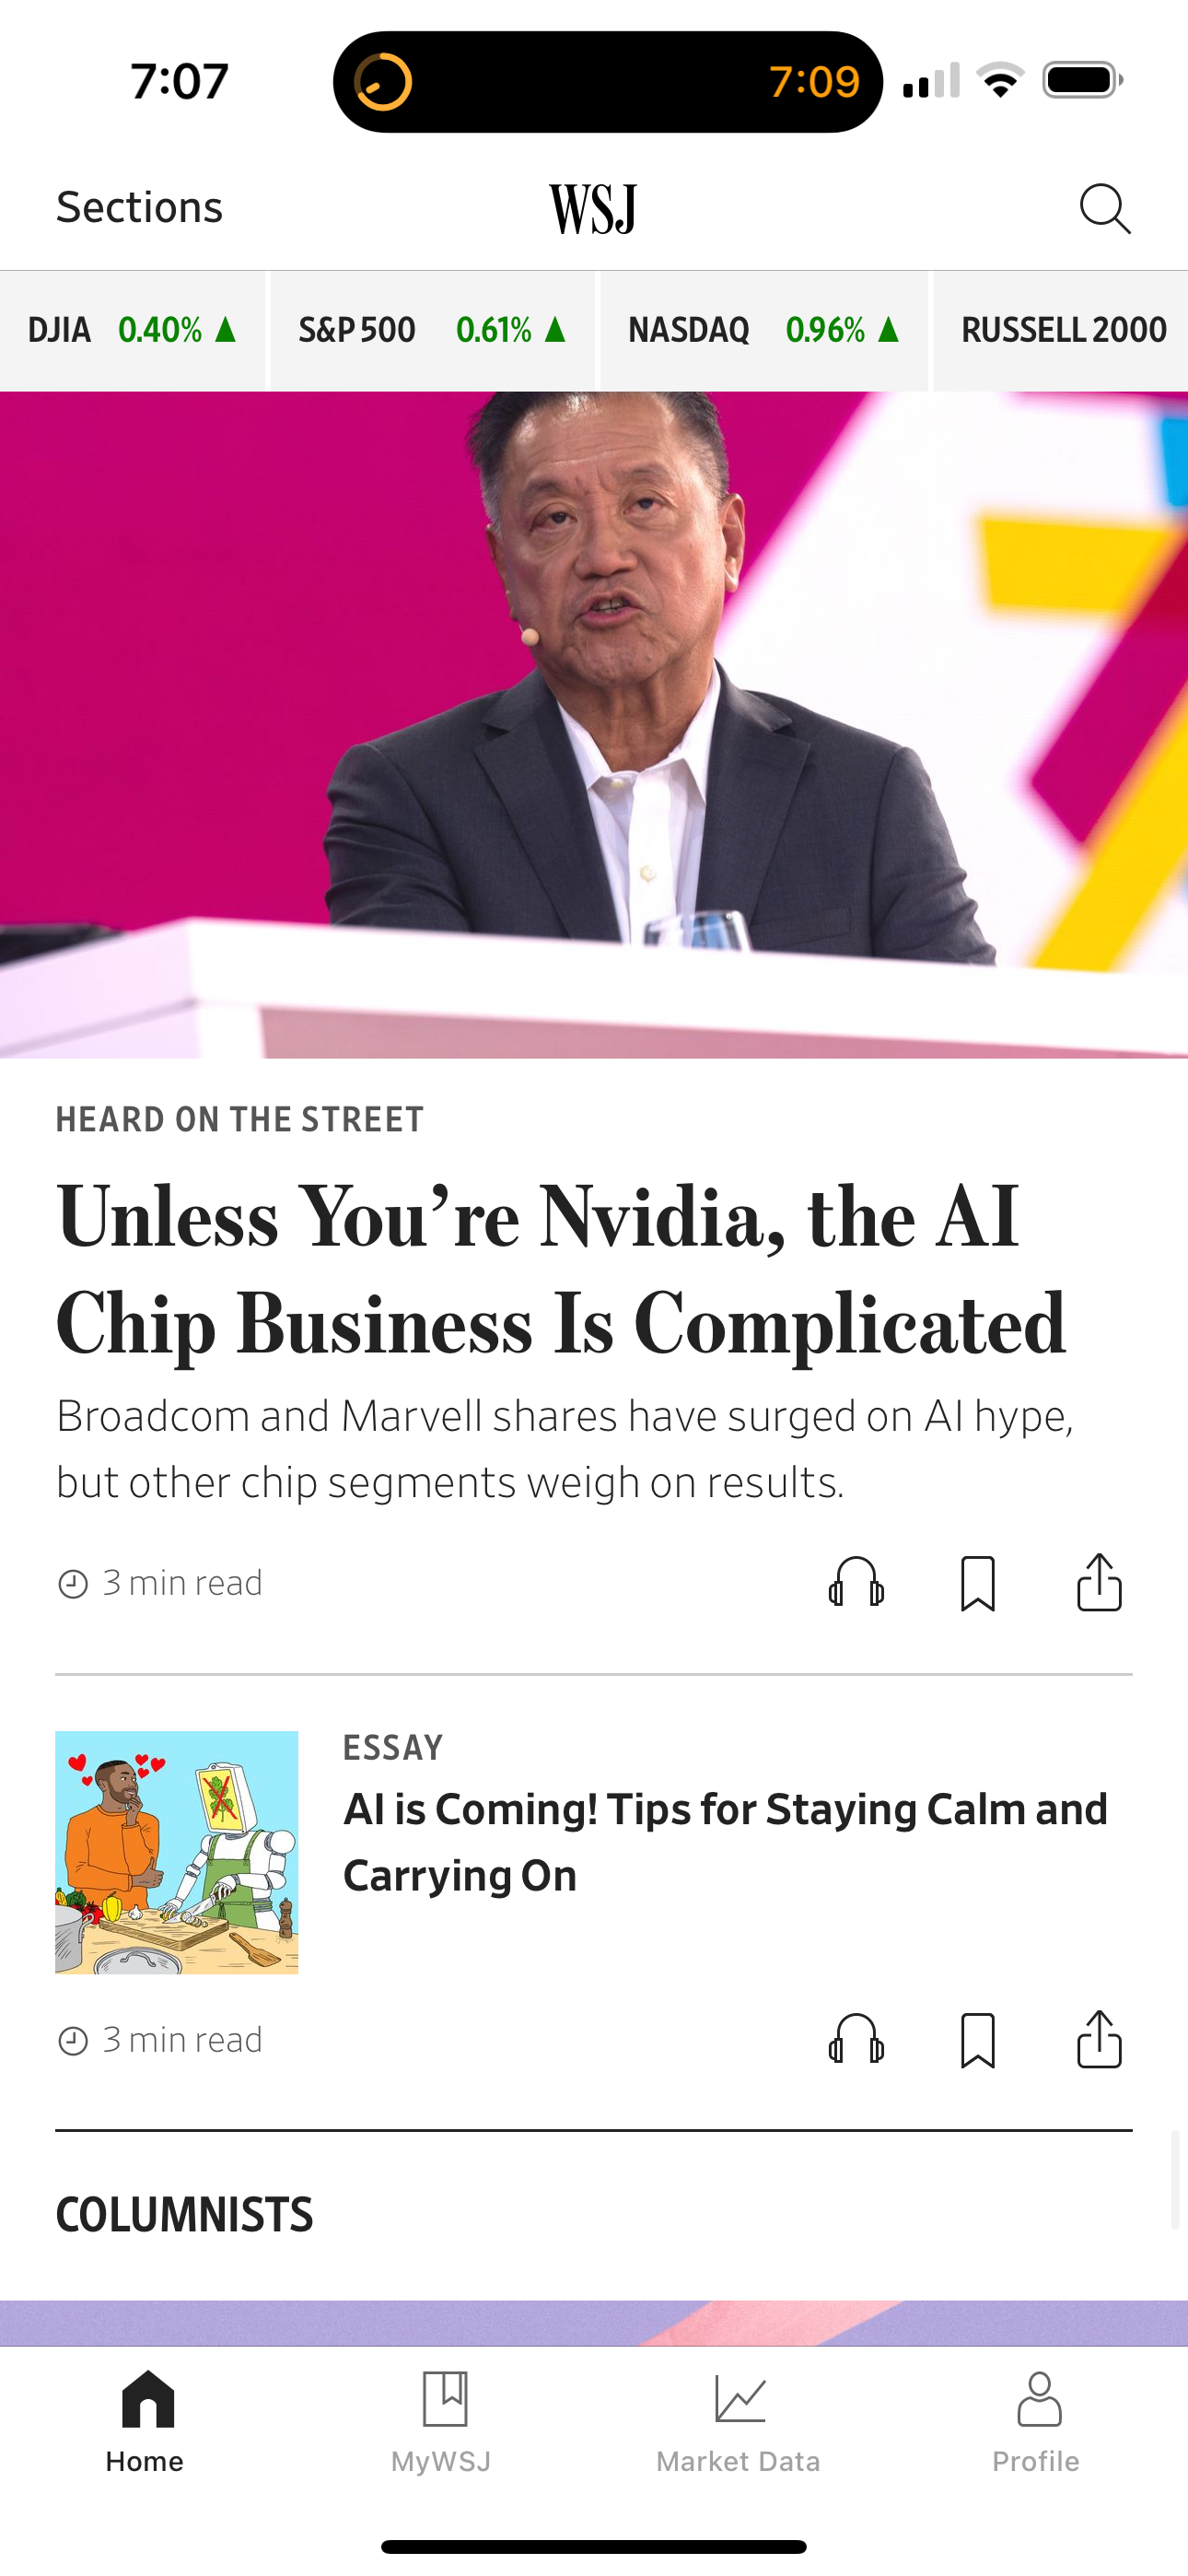 7:07
7:09
Sections
WSJ
DJIA 0.40% ▲ S&P 500 0.61% ▲ NASDAQ 0.96% ▲ RUSSELL 2000
HEARD ON THE STREET
Unless You’re Nvidia, the AI
Chip Business Is Complicated
Broadcom and Marvell shares have surged on AI hype,
but other chip segments weigh on results.
3 min read
ESSAY
AI is Coming! Tips for Staying Calm and
Carrying On
3 min read
COLUMNISTS
Home
MyWSJ
Market Data
Profile